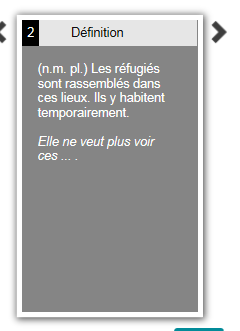 2 Définition
(n.m. pl.) Les réfugiés
sont rassemblés dans
ces lieux. Ils y habitent
temporairement.
Elle ne veut plus voir
ces ... .